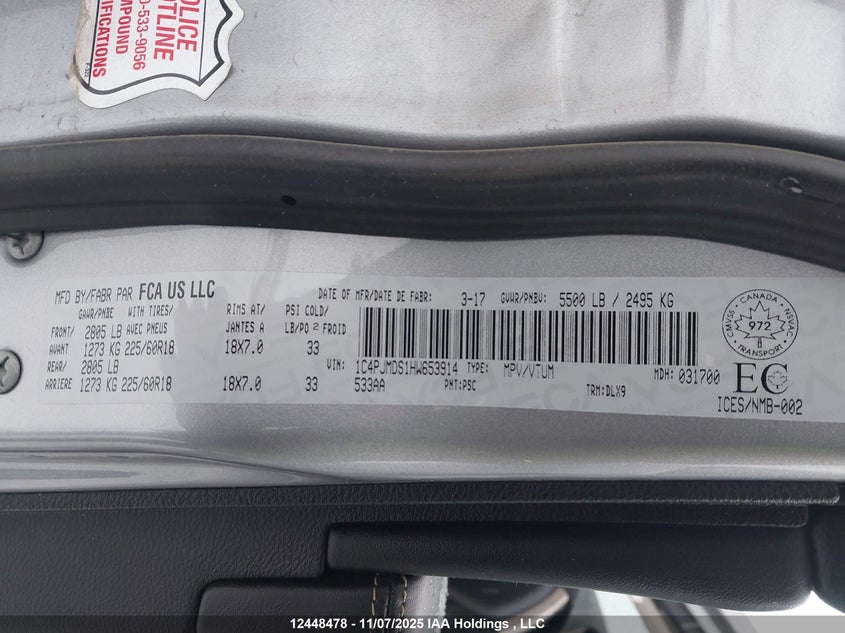 POLICE
HOTLINE
0-533-9056
MPOUND
IFICATIONS
MFD BY/FABR PAR FCA US LLC
DATE OF MFR/DATE DE FABR: 3-17 GVWR/PNBV: 5500 LB / 2495 KG
GAWR/PNBE WITH TIRES/ RIMS AT/ PSI COLD/
FRONT/ 2805 LB AVEC PNEUS JANTES A LB/PO 2 FROID
AVANT 1273 KG 225/60R18 18X7.0 33
REAR/ 2805 LB
VIN: 1C4PJMDS1HW653914 TYPE: MPV/VTUM MDH: 031700
ARRIERE 1273 KG 225/60R18 18X7.0 33 533AA PNT:PSC TRM:DLX9
CANADA
CMVSS 972 NSVAC
TRANSPORT
EC
ICES/NMB-002
12448478 - 11/07/2025 IAA Holdings , LLC